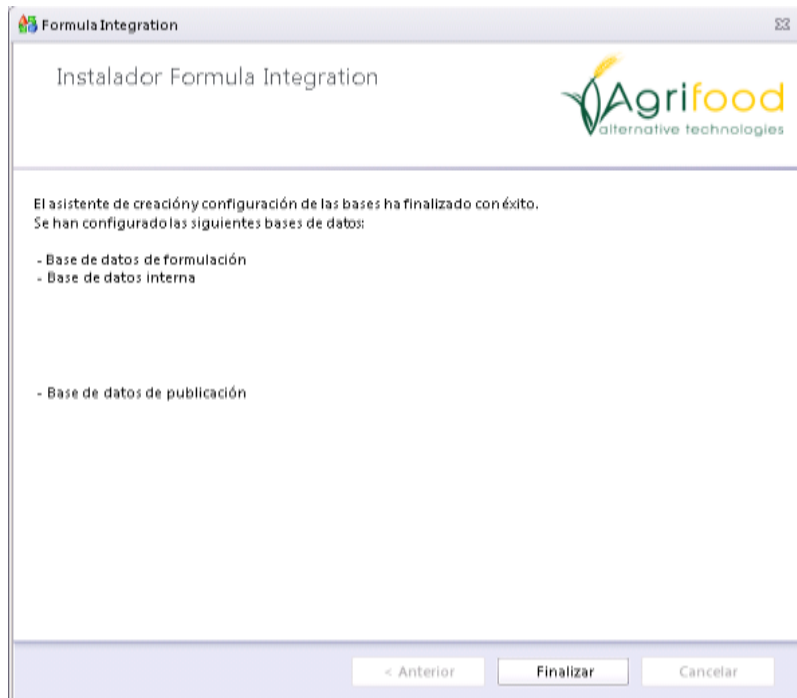 Formula Integration
Instalador Formula Integration
Agrifood
alternative technologies
El asistente de creacióny configuración de las bases ha finalizado con éxito.
Se han configurado las siguientes bases de datos:
- Base de datos de formulación
- Base de datos interna
- Base de datos de publicación
< Anterior
Finalizar
Cancelar